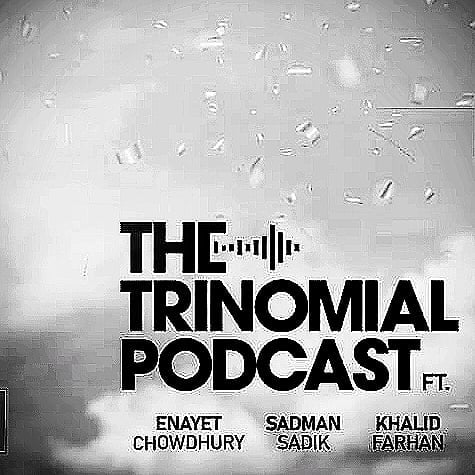 THE
TRINOMIAL
PODCAST FT.
ENAYET SADMAN KHALID
CHOWDHURY SADIK FARHAN